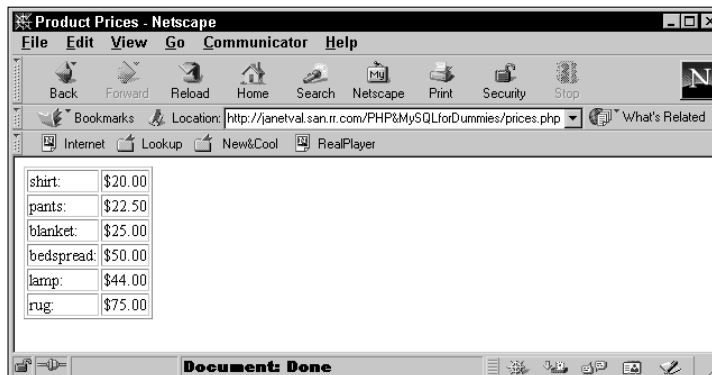 Product Prices - Netscape
File Edit View Go Communicator Help
Back Forward Reload Home Search Netscape Print Security Stop
My
N
Bookmarks Location: http://janetval.san.rr.com/PHP&MySQLforDummies/prices.php What's Related
Internet Lookup New&Cool RealPlayer
shirt: $20.00
pants: $22.50
blanket: $25.00
bedspread: $50.00
lamp: $44.00
rug: $75.00
Document: Done